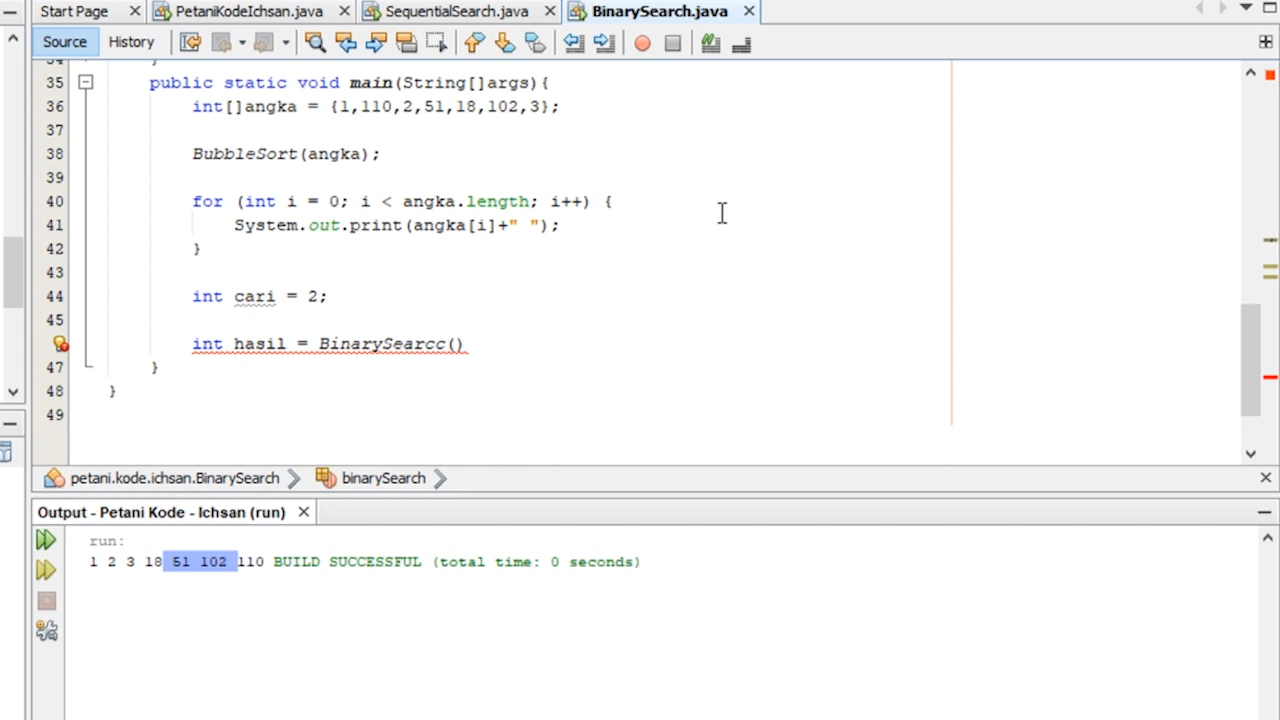 Start Page PetaniKodeIchsan.java SequentialSearch.java BinarySearch.java
Source History
34 }
35 public static void main(String[]args){
36 int[]angka = {1,110,2,51,18,102,3};
37
38 BubbleSort(angka);
39
40 for (int i = 0; i < angka.length; i++) {
41 System.out.print(angka[i]+" ");
42 }
43
44 int cari = 2;
45
int hasil = BinarySearcc()
47 }
48 }
49
petani.kode.ichsan.BinarySearch binarySearch
Output - Petani Kode - Ichsan (run)
run:
1 2 3 18 51 102 110 BUILD SUCCESSFUL (total time: 0 seconds)